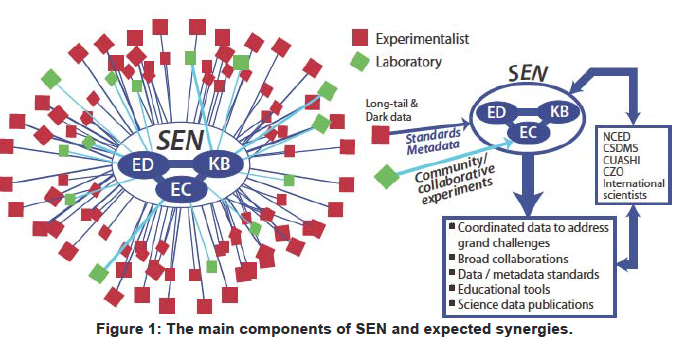 Experimentalist
Laboratory
SEN
ED
KB
EC
SEN
ED
KB
EC
Long-tail &
Dark data
Standards
Metadata
Community/
collaborative
experiments
NCED
CSDMS
CUASHI
CZO
International
scientists
Coordinated data to address
grand challenges
Broad collaborations
Data / metadata standards
Educational tools
Science data publications
Figure 1: The main components of SEN and expected synergies.